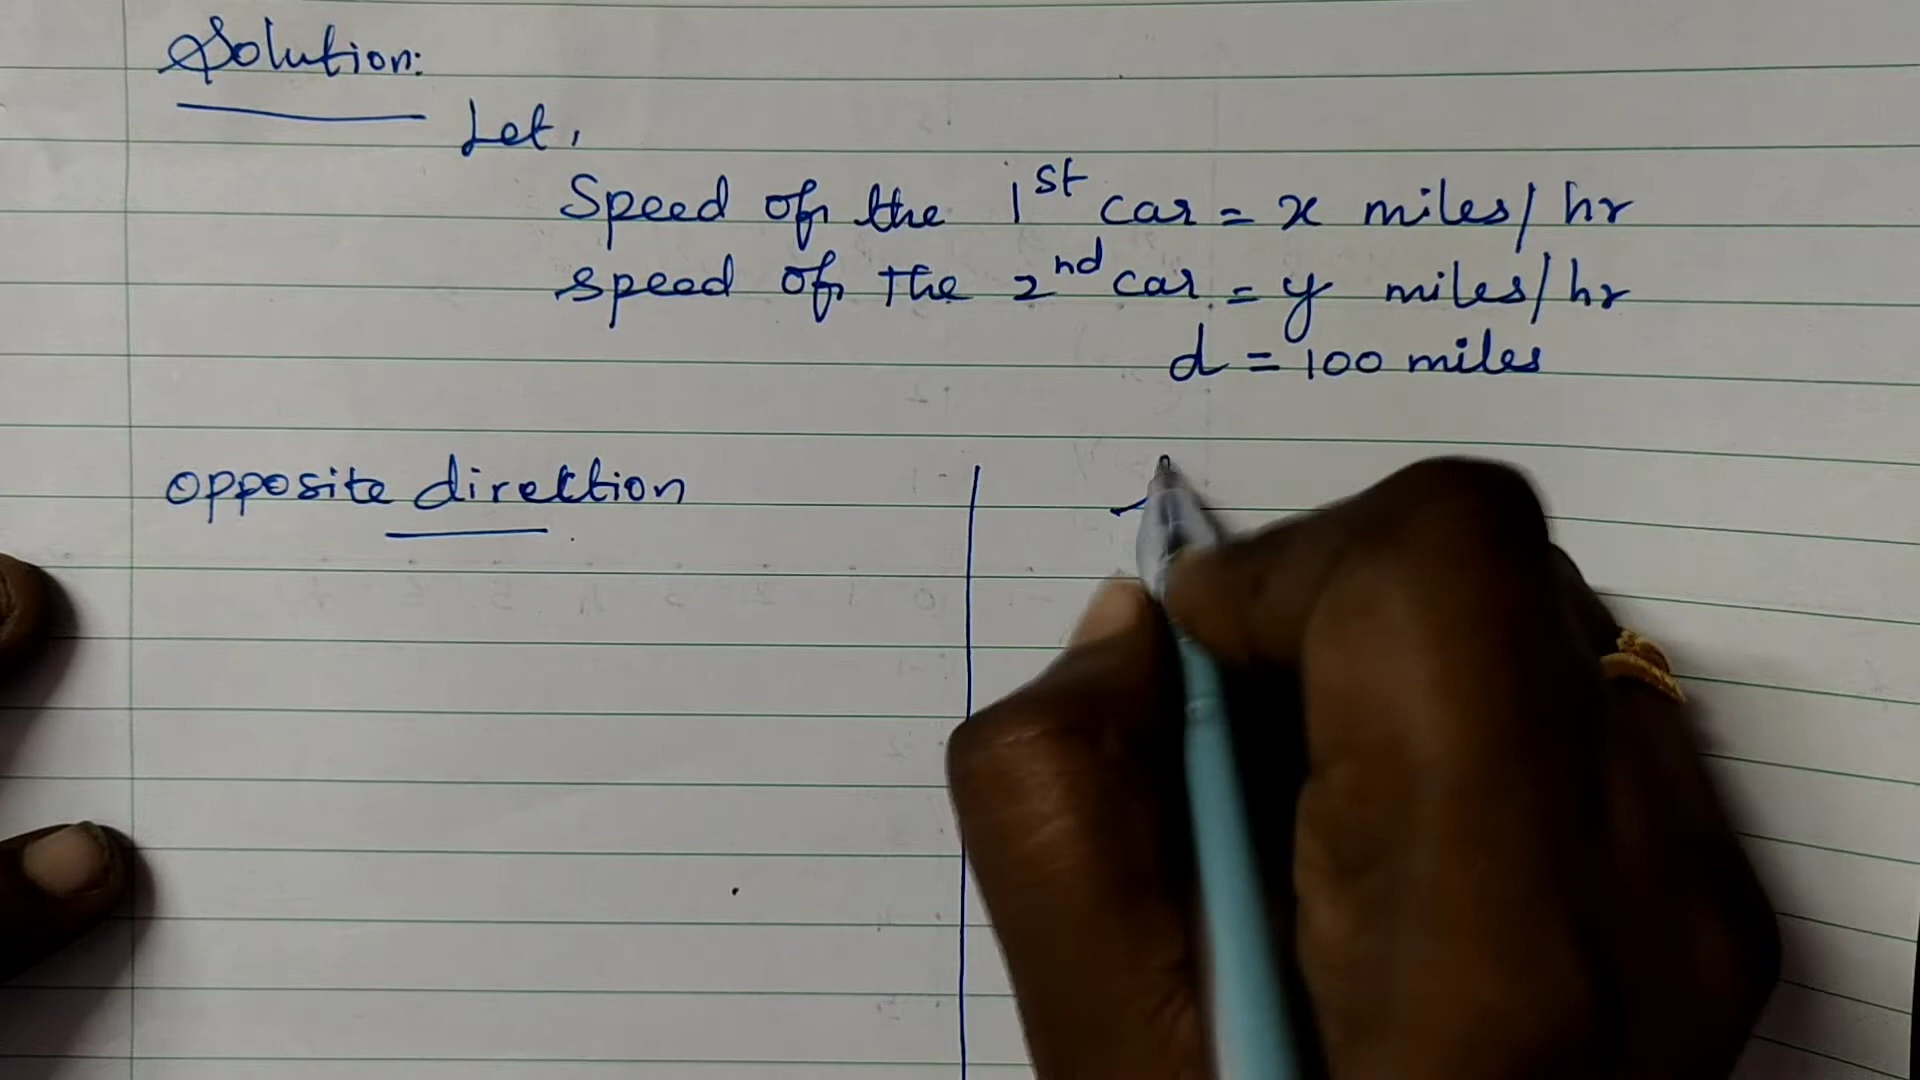 Solution:
Let,
Speed of the 1st car = x miles/hr
speed of the 2nd car = y miles/hr
d = 100 miles
opposite direction